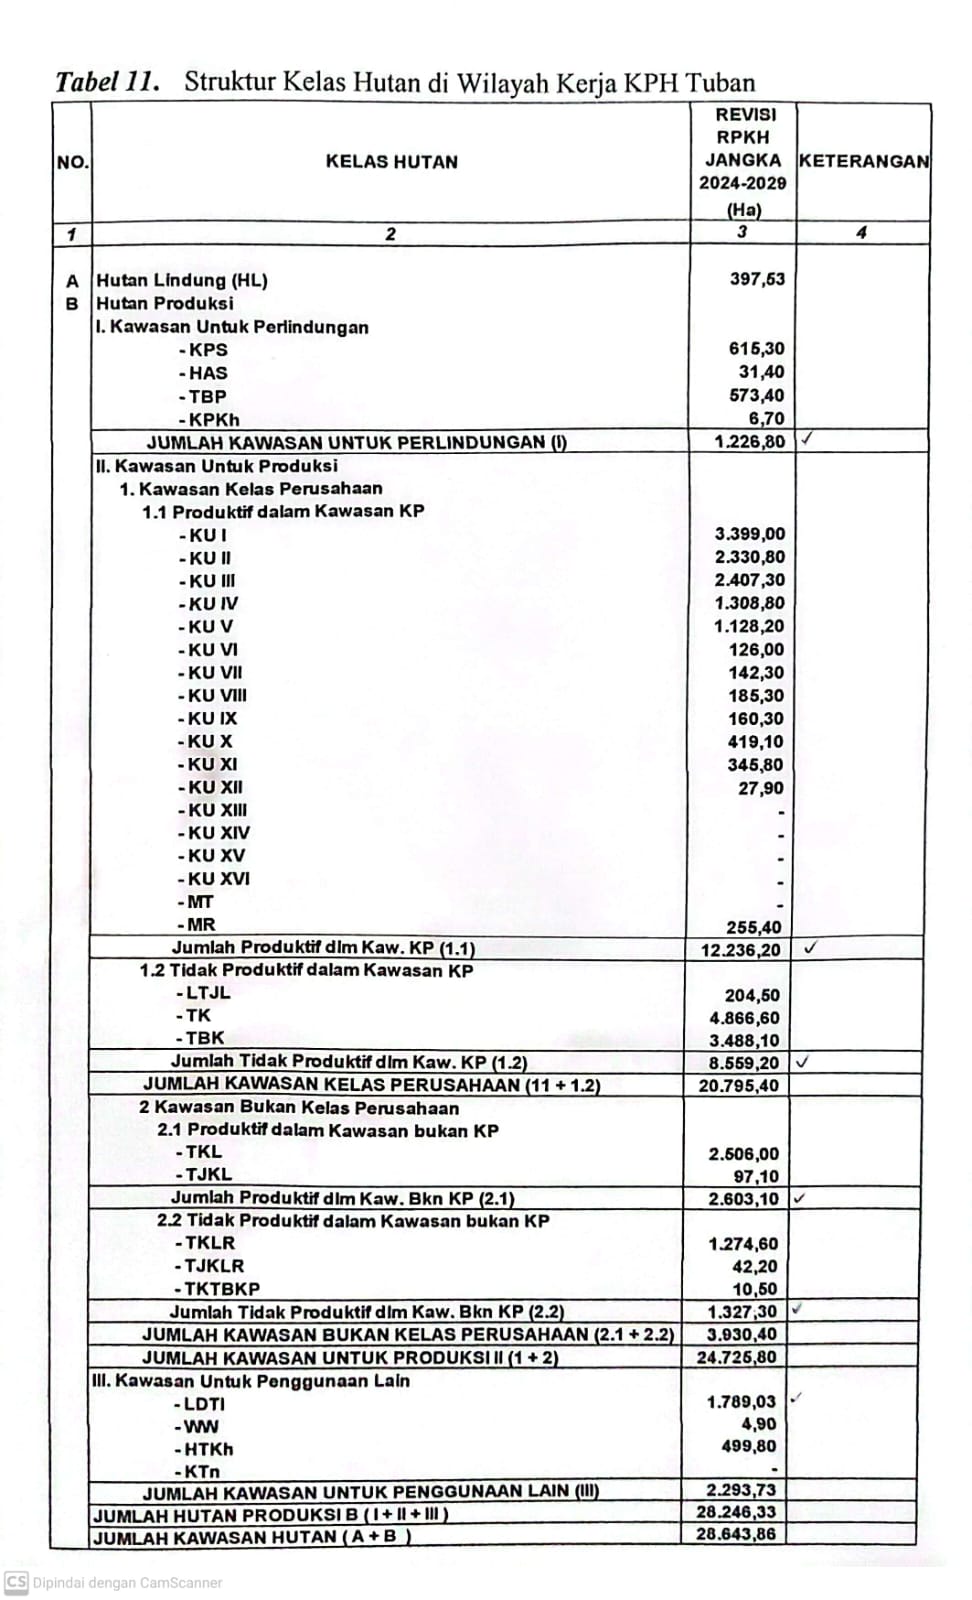 Tabel 11. Struktur Kelas Hutan di Wilayah Kerja KPH Tuban
NO. KELAS HUTAN REVISI RPKH JANGKA 2024-2029 (Ha) KETERANGAN
1 2 3 4
A Hutan Lindung (HL) 397,53
B Hutan Produksi
I. Kawasan Untuk Perlindungan
- KPS 615,30
- HAS 31,40
- TBP 573,40
- KPKh 6,70
JUMLAH KAWASAN UNTUK PERLINDUNGAN (I) 1.226,80 ✓
II. Kawasan Untuk Produksi
1. Kawasan Kelas Perusahaan
1.1 Produktif dalam Kawasan KP
- KU I 3.399,00
- KU II 2.330,80
- KU III 2.407,30
- KU IV 1.308,80
- KU V 1.128,20
- KU VI 126,00
- KU VII 142,30
- KU VIII 185,30
- KU IX 160,30
- KU X 419,10
- KU XI 345,80
- KU XII 27,90
- KU XIII -
- KU XIV -
- KU XV -
- KU XVI -
- MT -
- MR 255,40
Jumlah Produktif dlm Kaw. KP (1.1) 12.236,20 ✓
1.2 Tidak Produktif dalam Kawasan KP
- LTJL 204,50
- TK 4.866,60
- TBK 3.488,10
Jumlah Tidak Produktif dlm Kaw. KP (1.2) 8.559,20 ✓
JUMLAH KAWASAN KELAS PERUSAHAAN (11 + 1.2) 20.795,40
2 Kawasan Bukan Kelas Perusahaan
2.1 Produktif dalam Kawasan bukan KP
- TKL 2.506,00
- TJKL 97,10
Jumlah Produktif dlm Kaw. Bkn KP (2.1) 2.603,10 ✓
2.2 Tidak Produktif dalam Kawasan bukan KP
- TKLR 1.274,60
- TJKLR 42,20
- TKTBKP 10,50
Jumlah Tidak Produktif dlm Kaw. Bkn KP (2.2) 1.327,30 ✓
JUMLAH KAWASAN BUKAN KELAS PERUSAHAAN (2.1 + 2.2) 3.930,40
JUMLAH KAWASAN UNTUK PRODUKSI II (1 + 2) 24.725,80
III. Kawasan Untuk Penggunaan Lain
- LDTI 1.789,03 ✓
- WW 4,90
- HTKh 499,80
- KTn -
JUMLAH KAWASAN UNTUK PENGGUNAAN LAIN (III) 2.293,73
JUMLAH HUTAN PRODUKSI B ( I + II + III ) 28.246,33
JUMLAH KAWASAN HUTAN ( A + B ) 28.643,86
CS Dipindai dengan CamScanner